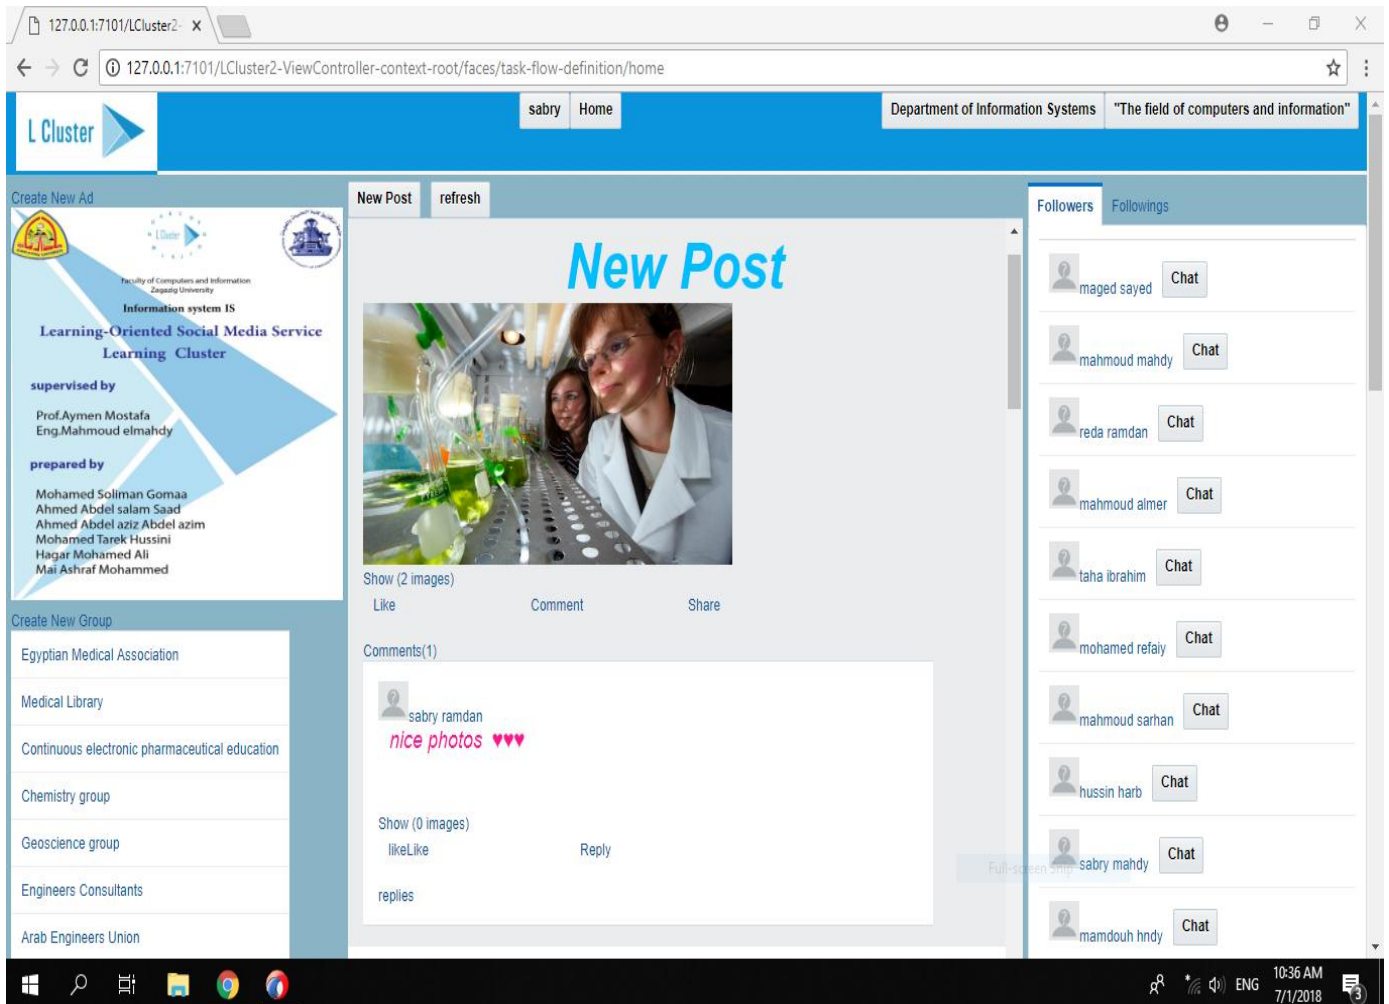 127.0.0.1:7101/LCluster2-
127.0.0.1:7101/LCluster2-ViewController-context-root/faces/task-flow-definition/home
L Cluster
sabry Home
Department of Information Systems "The field of computers and information"
Create New Ad
L Cluster
Faculty of Computers and Information
Zagazig University
Information system IS
Learning-Oriented Social Media Service
Learning Cluster
supervised by
Prof.Aymen Mostafa
Eng.Mahmoud elmahdy
prepared by
Mohamed Soliman Gomaa
Ahmed Abdel salam Saad
Ahmed Abdel aziz Abdel azim
Mohamed Tarek Hussini
Hagar Mohamed Ali
Mai Ashraf Mohammed
Create New Group
Egyptian Medical Association
Medical Library
Continuous electronic pharmaceutical education
Chemistry group
Geoscience group
Engineers Consultants
Arab Engineers Union
New Post refresh
New Post
Show (2 images)
Like Comment Share
Comments(1)
sabry ramdan
nice photos ♥♥♥
Show (0 images)
likeLike Reply
replies
Followers Followings
maged sayed Chat
mahmoud mahdy Chat
reda ramdan Chat
mahmoud almer Chat
taha ibrahim Chat
mohamed refaiy Chat
mahmoud sarhan Chat
hussin harb Chat
sabry mahdy Chat
Full-screen Snip
mamdouh hndy Chat
ENG
10:36 AM
7/1/2018
3